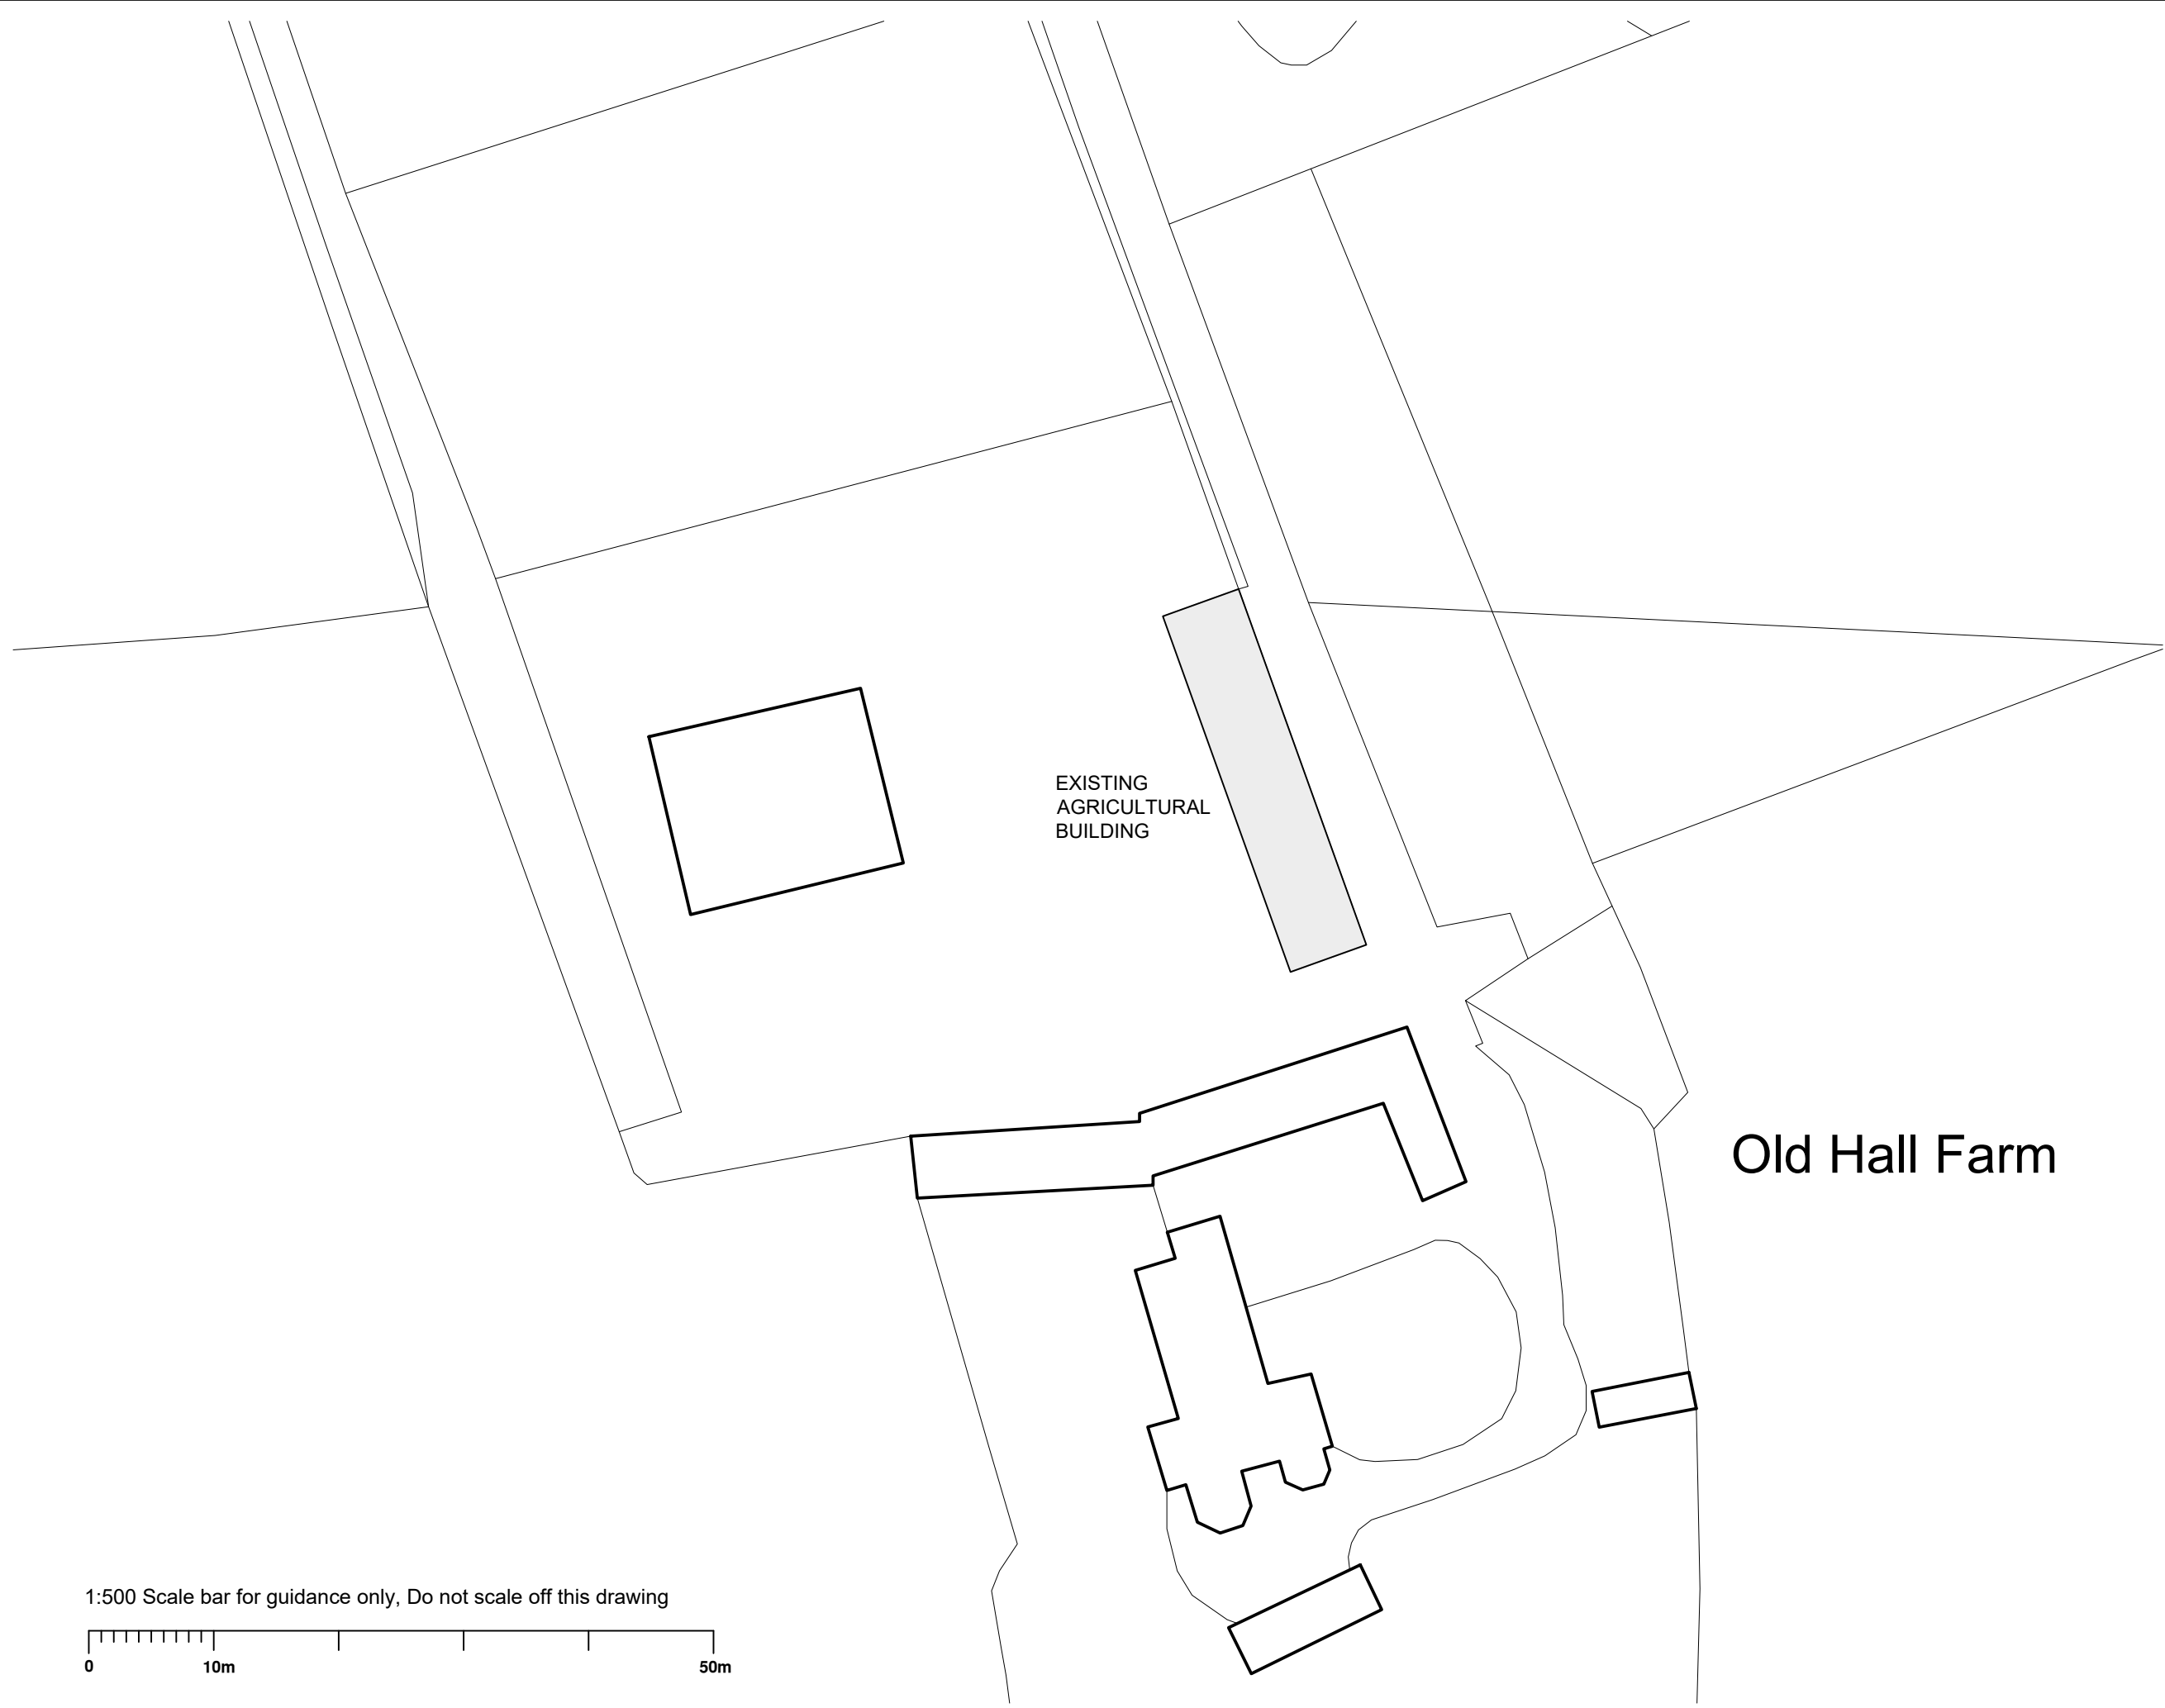 EXISTING
AGRICULTURAL
BUILDING
Old Hall Farm
1:500 Scale bar for guidance only, Do not scale off this drawing
0 10m 50m